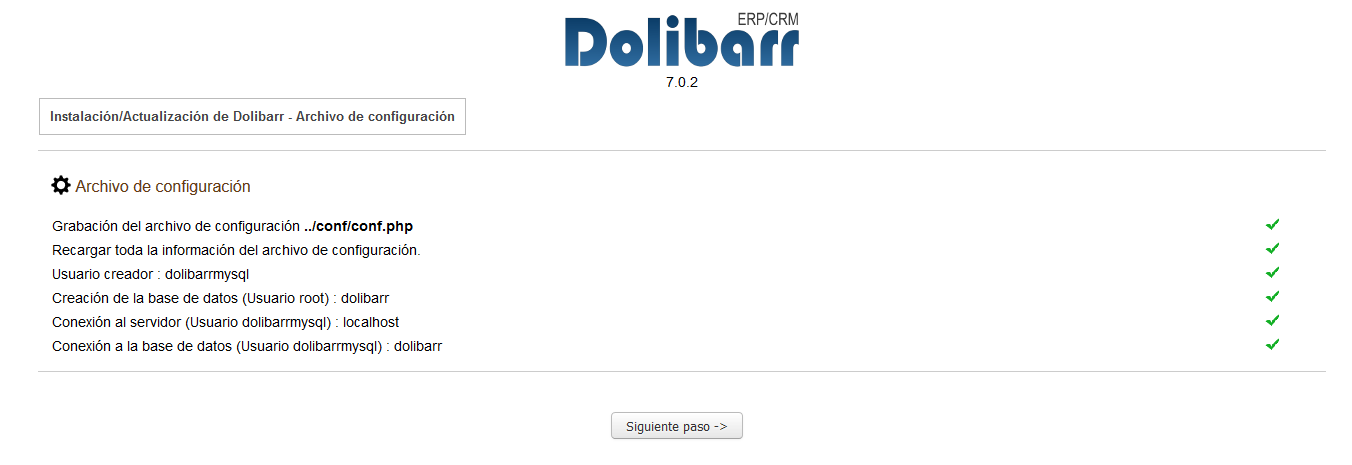 ERP/CRM
Dolibarr
7.0.2
Instalación/Actualización de Dolibarr - Archivo de configuración
Archivo de configuración
Grabación del archivo de configuración ../conf/conf.php
Recargar toda la información del archivo de configuración.
Usuario creador : dolibarrmysql
Creación de la base de datos (Usuario root) : dolibarr
Conexión al servidor (Usuario dolibarrmysql) : localhost
Conexión a la base de datos (Usuario dolibarrmysql) : dolibarr
Siguiente paso ->